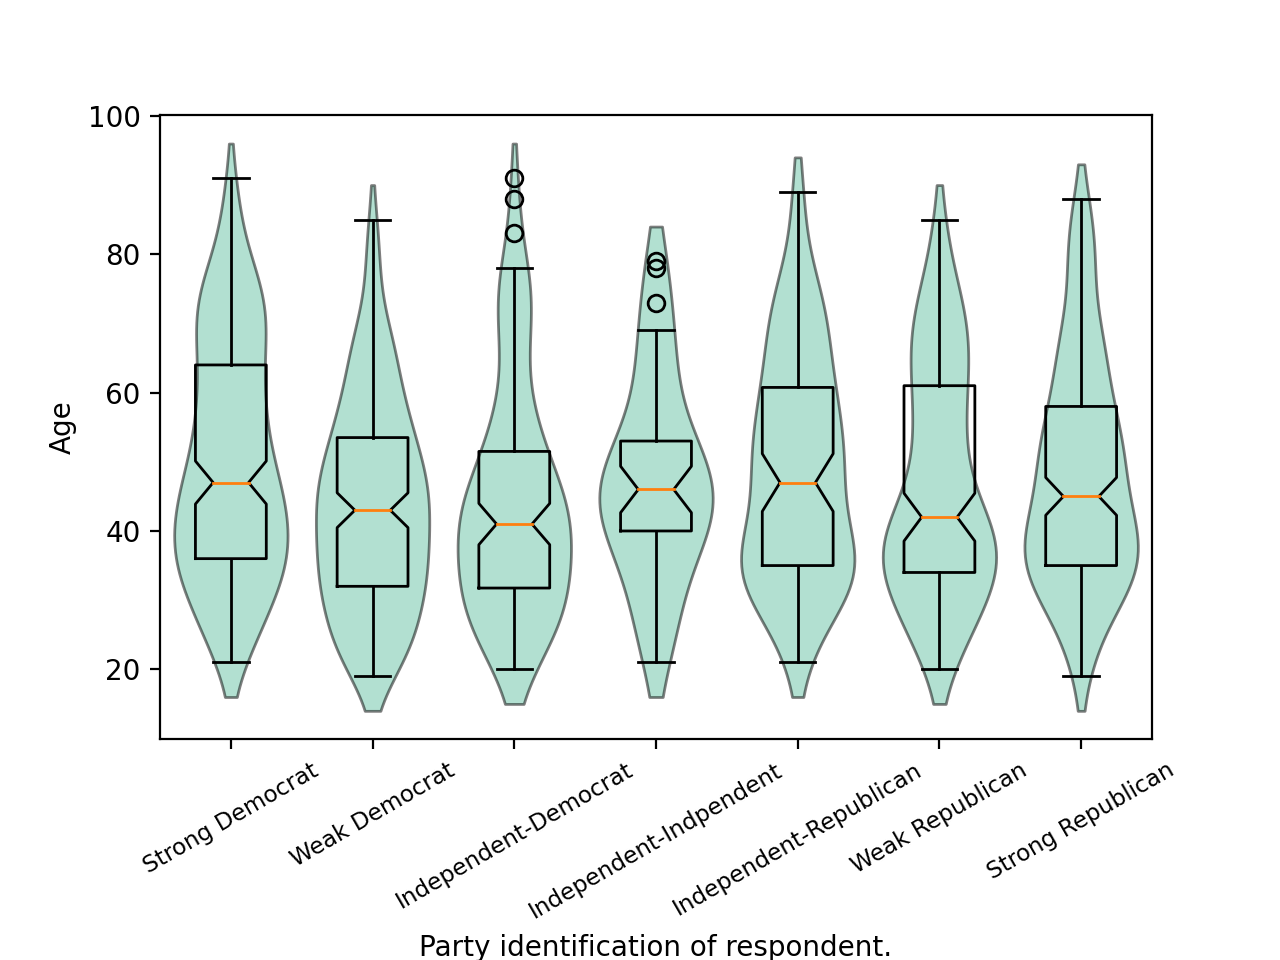 100
80
60
40
20
Age
Strong Democrat
Weak Democrat
Independent-Democrat
Independent-Indpendent
Independent-Republican
Weak Republican
Strong Republican
Party identification of respondent.